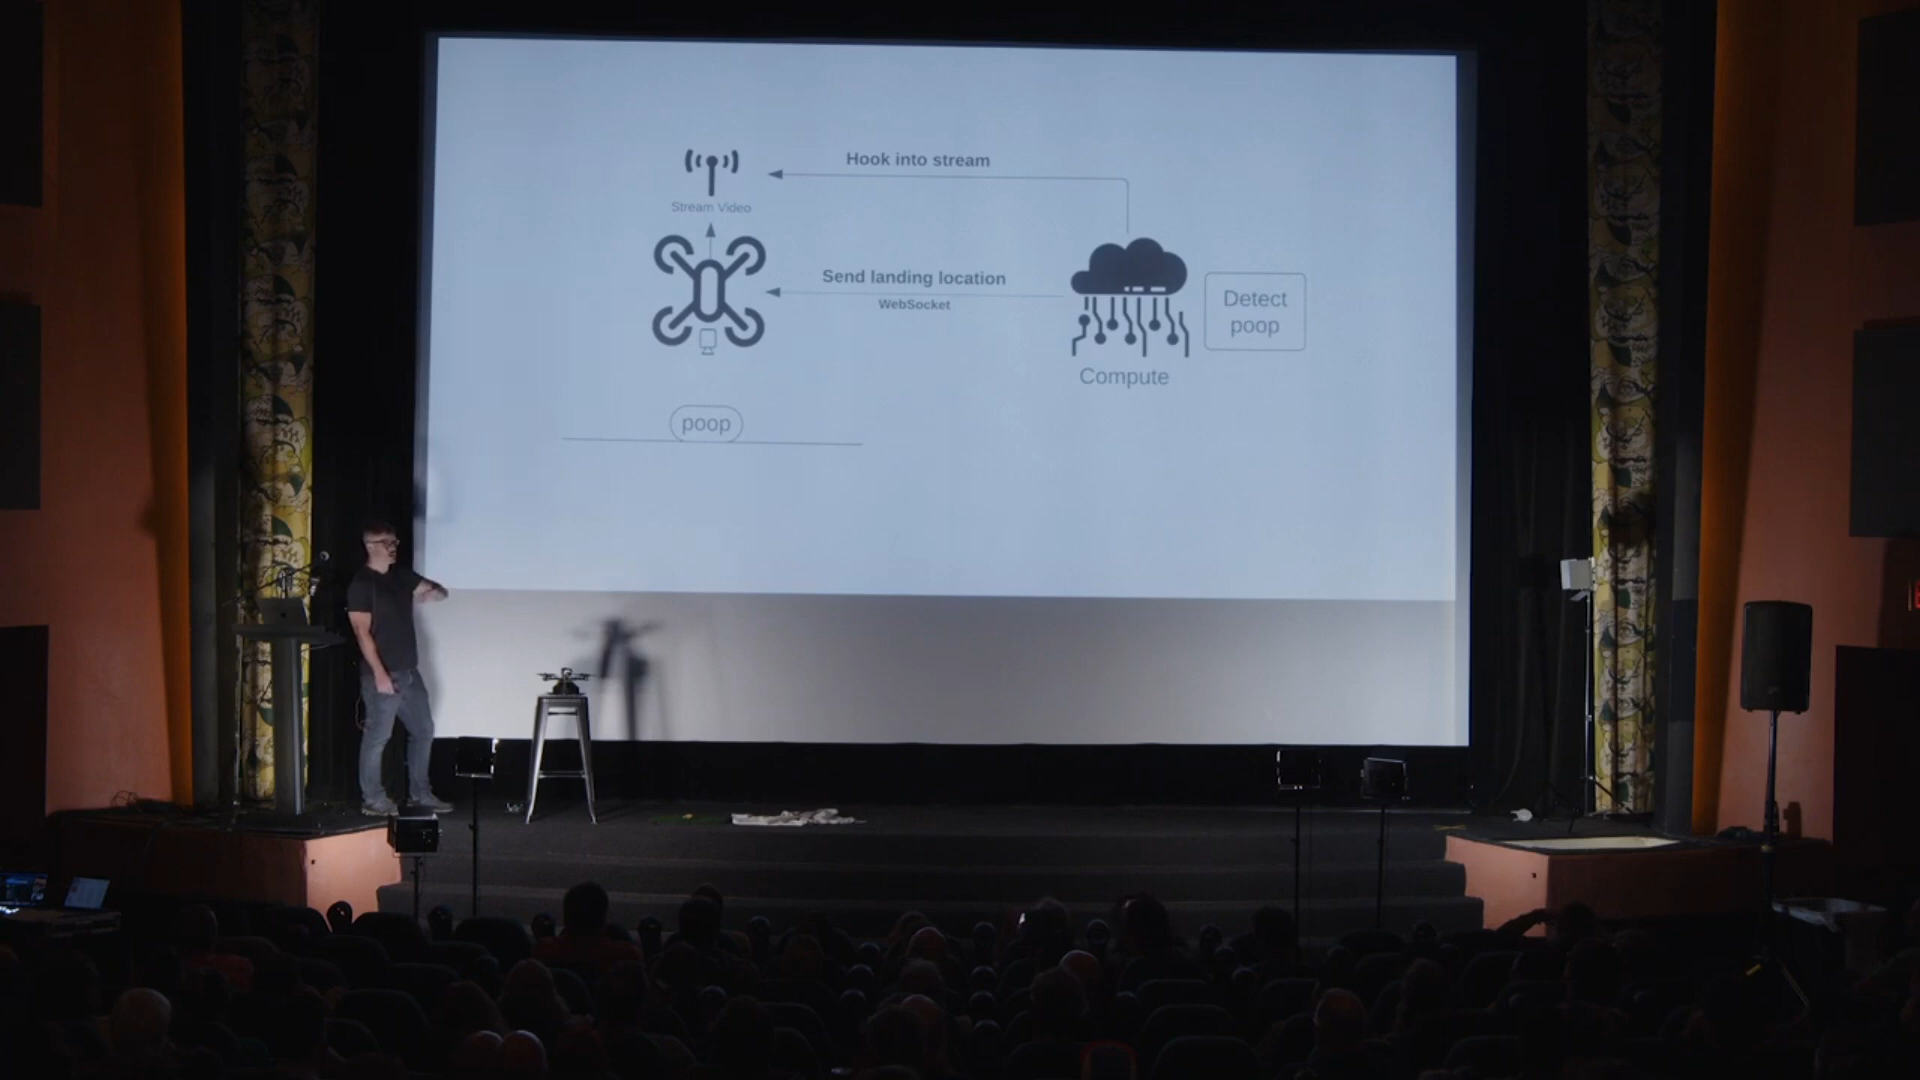 Hook into stream
Stream Video
Send landing location
WebSocket
Detect
poop
Compute
poop